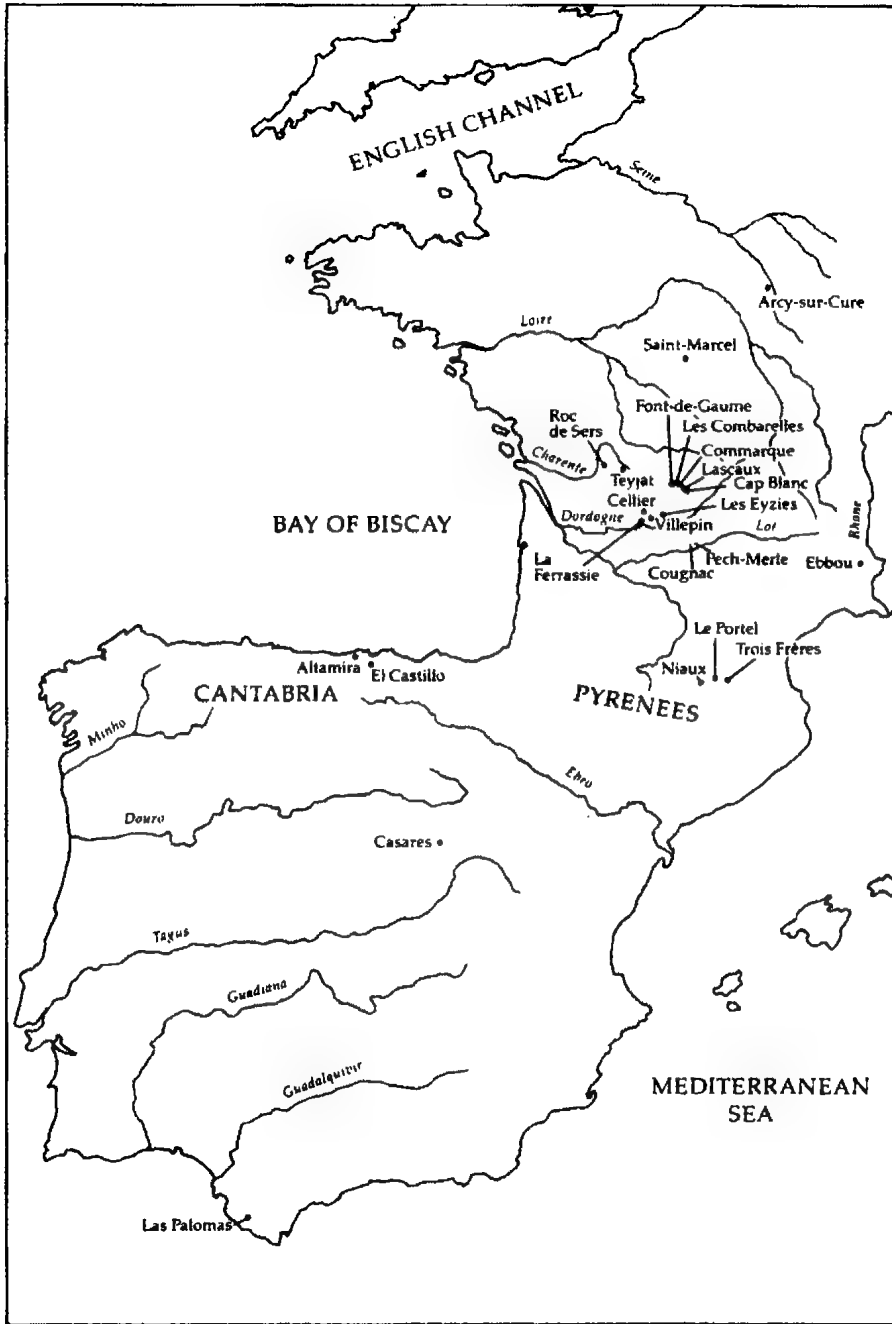 ENGLISH CHANNEL
Seine
Arcy-sur-Cure
Loire
Saint-Marcel
Font-de-Gaume
Les Combarelles
Roc
de Sers
Commarque
Charente
Lascaux
Teyjat
Cap Blanc
Cellier
Les Eyzies
BAY OF BISCAY
Dordogne
Villepin
Lot
Rhone
La
Ferrassie
Pech-Merle
Cougnac
Ebbou
Le Portel
Trois Frères
Altamira
El Castillo
Niaux
CANTABRIA
PYRENEES
Minho
Ebro
Douro
Casares
Tagus
Guadiana
Guadalquivir
MEDITERRANEAN
SEA
Las Palomas